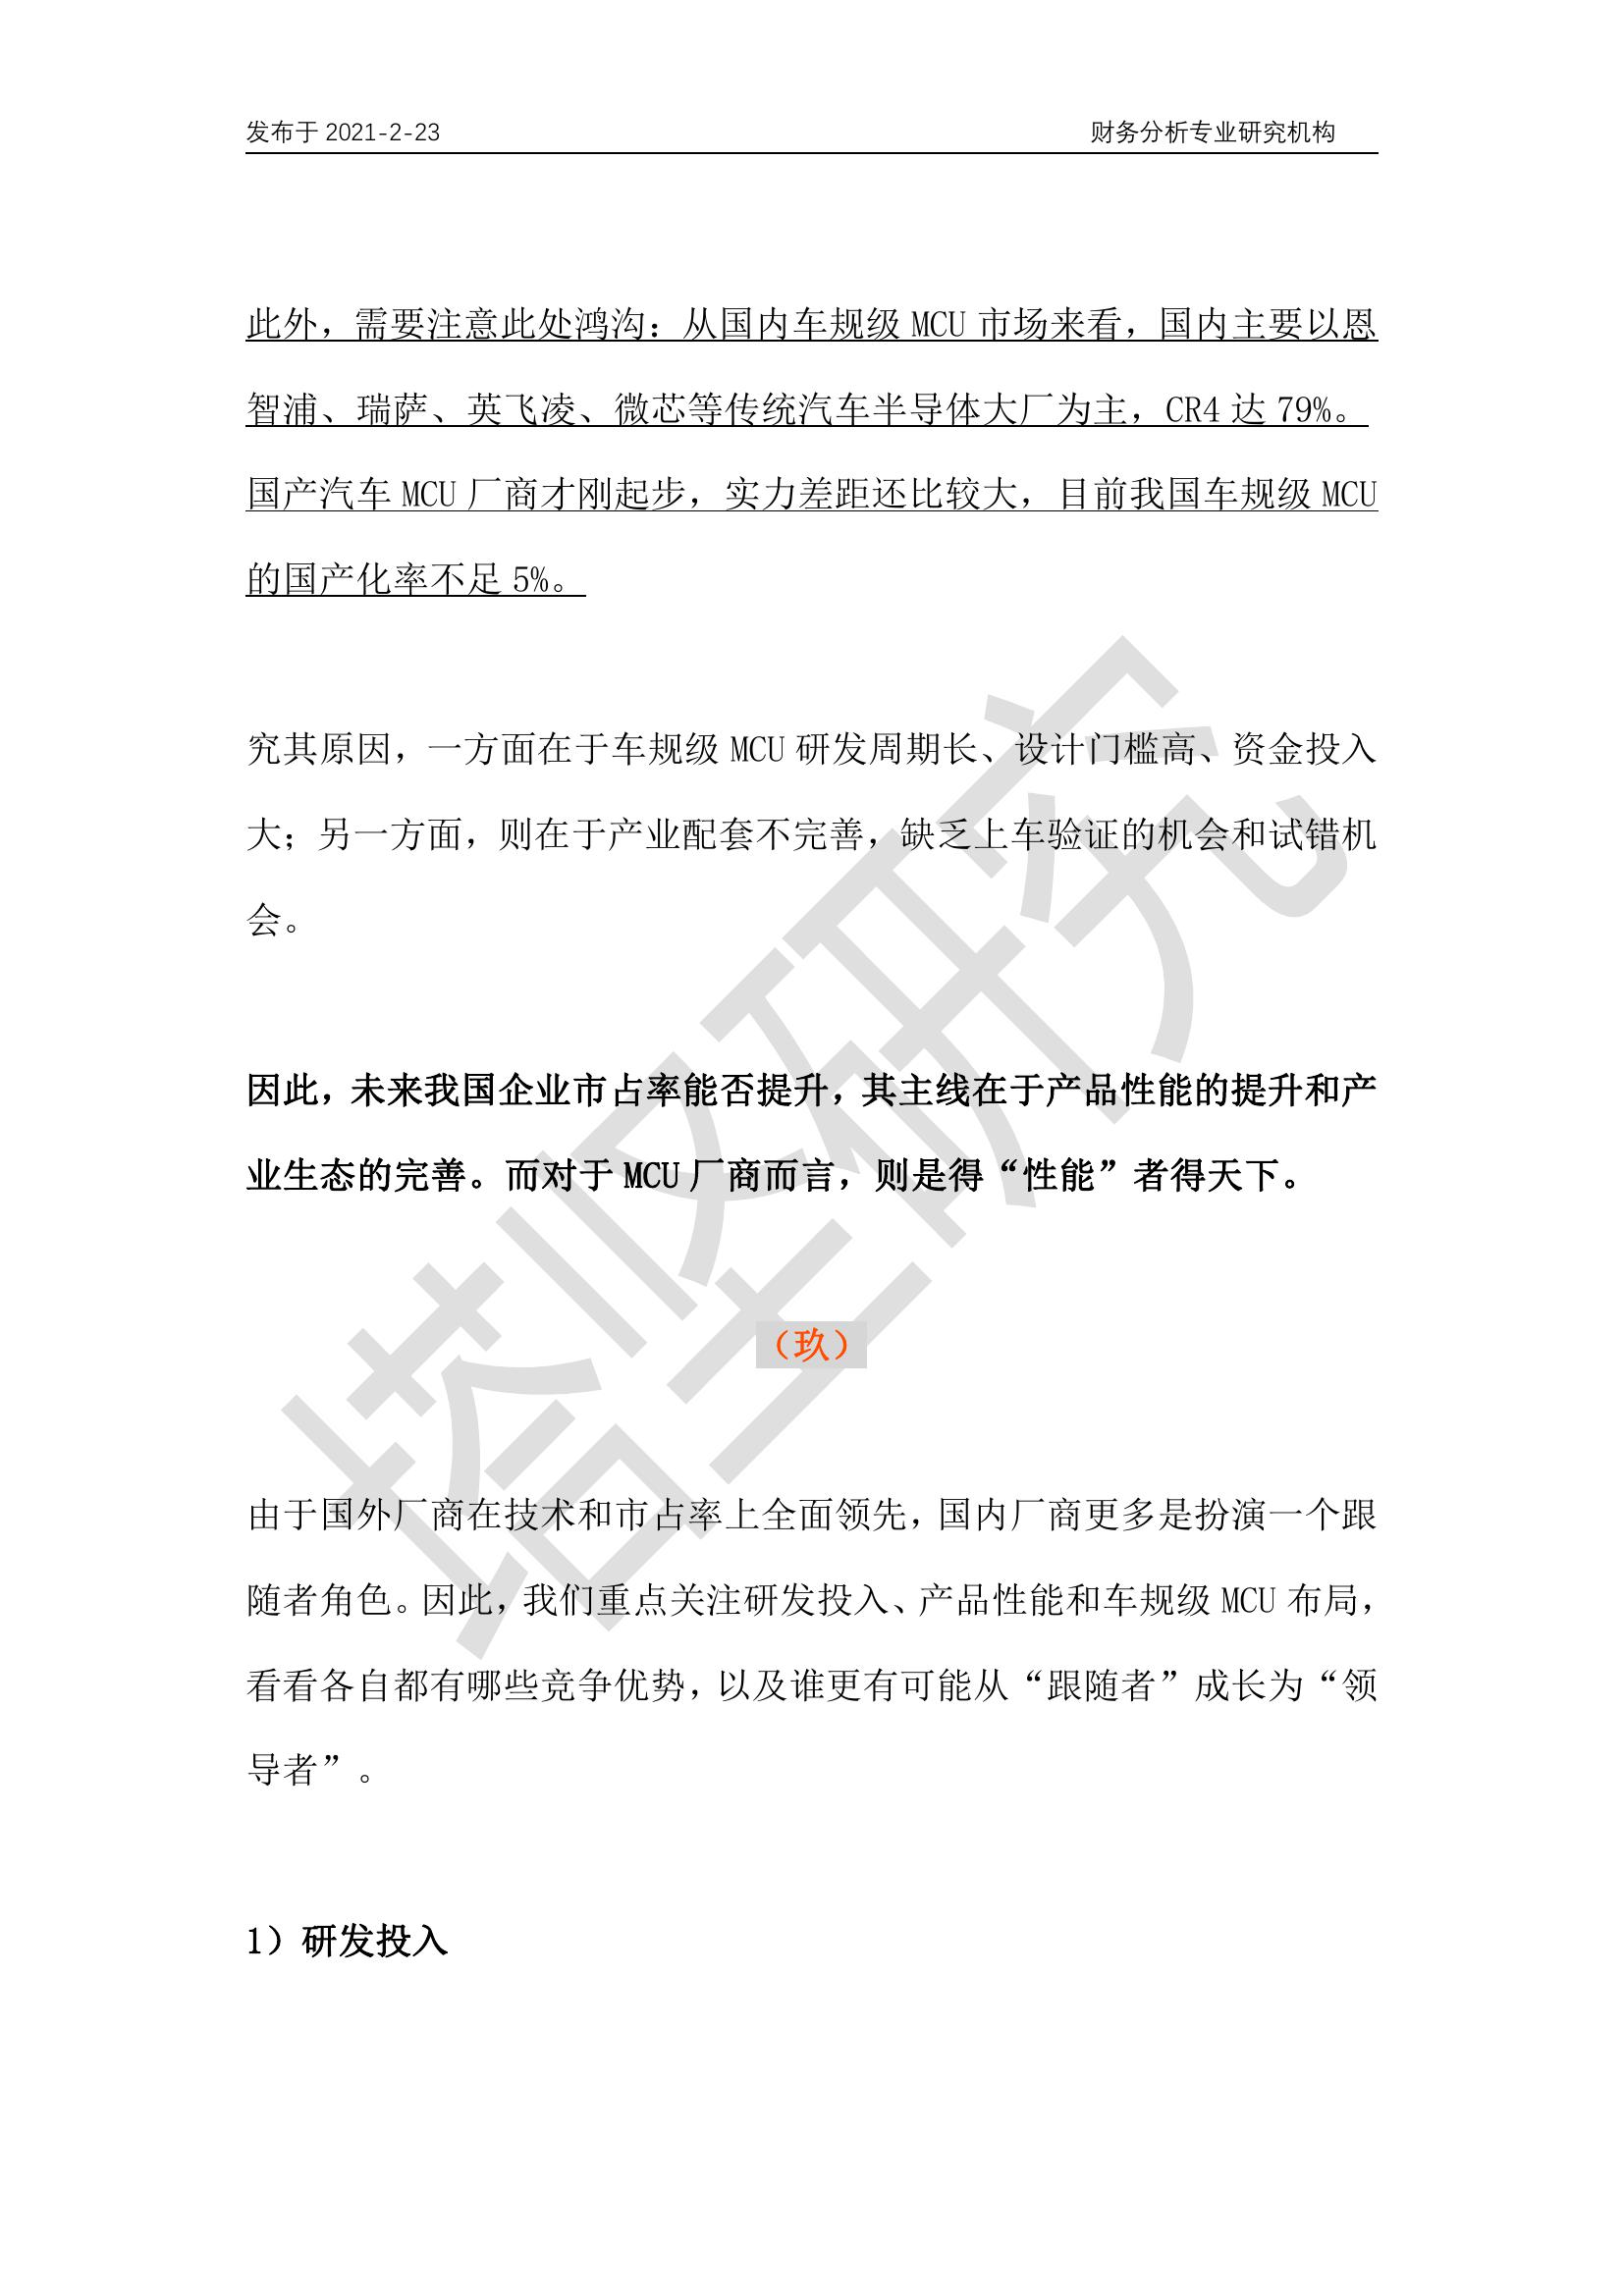 发布于 2021-2-23 财务分析专业研究机构
此外，需要注意此处鸿沟：从国内车规级 MCU 市场来看，国内主要以恩
智浦、瑞萨、英飞凌、微芯等传统汽车半导体大厂为主，CR4 达 79%。
国产汽车 MCU 厂商才刚起步，实力差距还比较大，目前我国车规级 MCU
的国产化率不足 5%。
究其原因，一方面在于车规级 MCU 研发周期长、设计门槛高、资金投入
大；另一方面，则在于产业配套不完善，缺乏上车验证的机会和试错机
会。
因此，未来我国企业市占率能否提升，其主线在于产品性能的提升和产
业生态的完善。而对于 MCU 厂商而言，则是得“性能”者得天下。
（玖）
由于国外厂商在技术和市占率上全面领先，国内厂商更多是扮演一个跟
随者角色。因此，我们重点关注研发投入、产品性能和车规级 MCU 布局，
看看各自都有哪些竞争优势，以及谁更有可能从“跟随者”成长为“领
导者”。
1）研发投入
塔坚研究